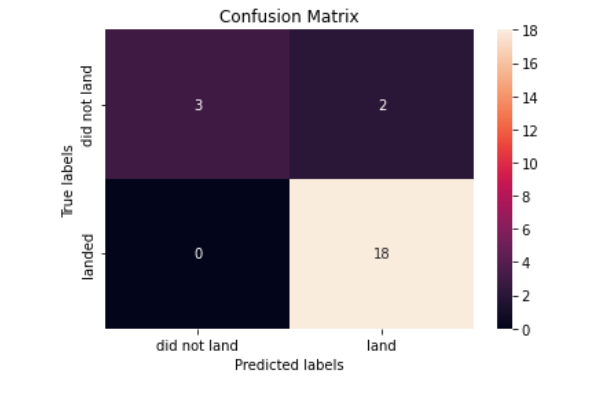 Confusion Matrix
True labels
did not land
landed
3
2
0
18
did not land
land
Predicted labels
18
16
14
12
10
8
6
4
2
0